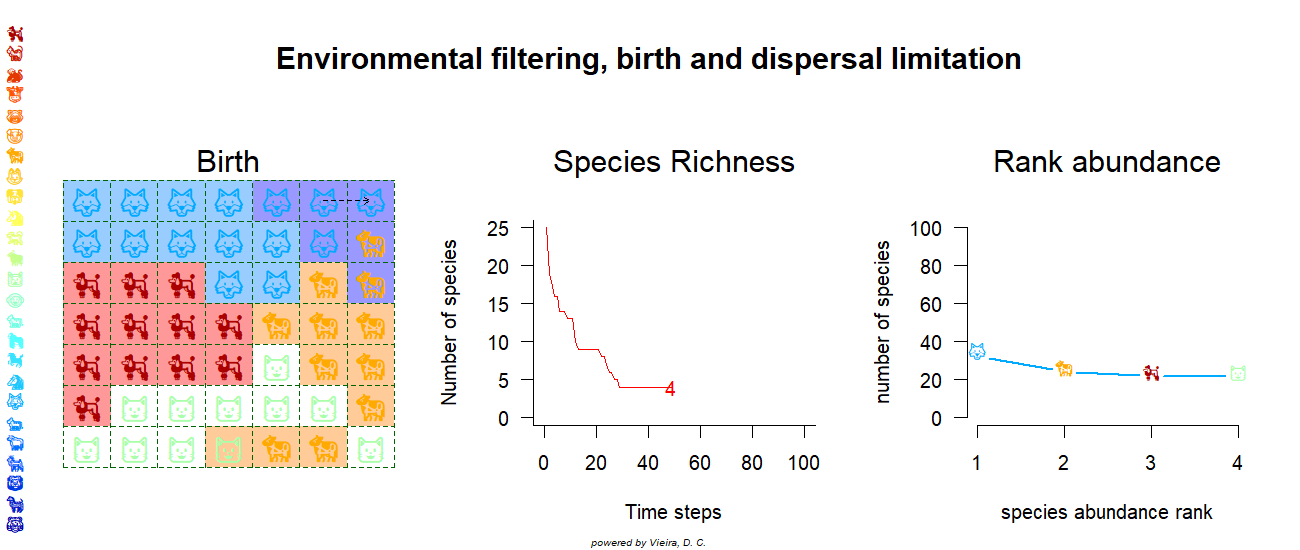 Environmental filtering, birth and dispersal limitation
Birth
Species Richness
Rank abundance
Number of species
25
20
15
10
5
0
4
0 20 40 60 80 100
Time steps
number of species
100
80
60
40
20
0
1 2 3 4
species abundance rank
powered by Vieira, D. C.